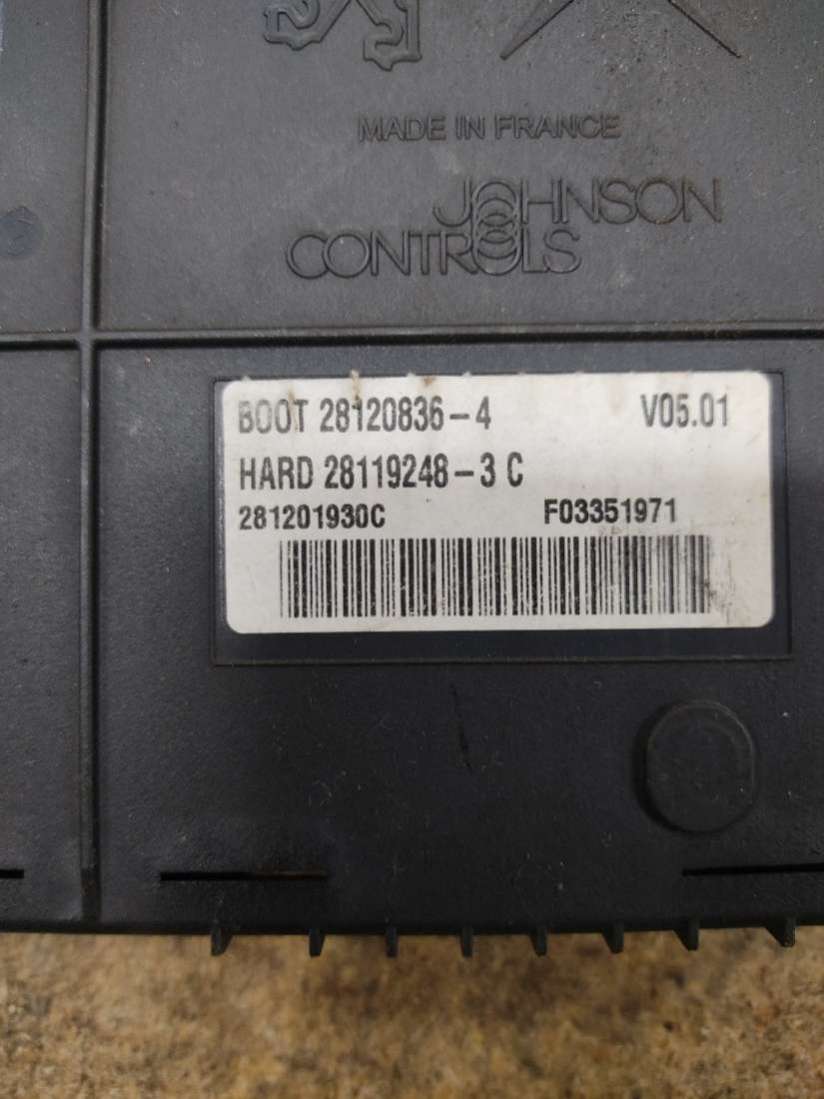 MADE IN FRANCE
JOHNSON
CONTROLS
BOOT 28120836-4 V05.01
HARD 28119248-3 C
281201930C F03351971